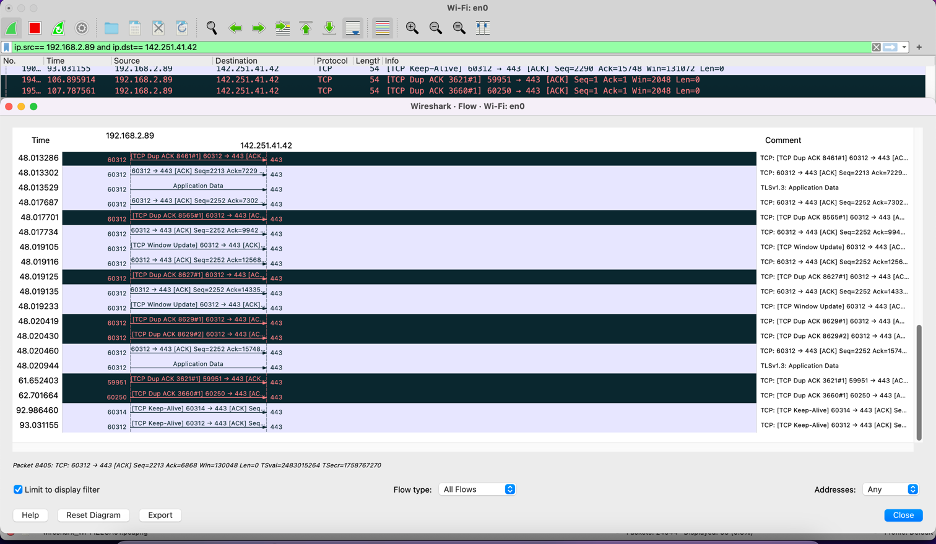 Wi-Fi: en0
ip.src== 192.168.2.89 and ip.dst== 142.251.41.42
No. Time Source Destination Protocol Length Info
190… 93.031155 192.168.2.89 142.251.41.42 TCP 54 [TCP Keep-Alive] 60312 → 443 [ACK] Seq=2290 Ack=15748 Win=131072 Len=0
194… 106.895914 192.168.2.89 142.251.41.42 TCP 54 [TCP Dup ACK 3621#1] 59951 → 443 [ACK] Seq=1 Ack=1 Win=2048 Len=0
195… 107.787561 192.168.2.89 142.251.41.42 TCP 54 [TCP Dup ACK 3660#1] 60250 → 443 [ACK] Seq=1 Ack=1 Win=2048 Len=0
Wireshark · Flow · Wi-Fi: en0
192.168.2.89
Time Comment
142.251.41.42
48.013286 60312 [TCP Dup ACK 8461#1] 60312 → 443 [ACK… 443 TCP: [TCP Dup ACK 8461#1] 60312 → 443 [AC…
48.013302 60312 60312 → 443 [ACK] Seq=2213 Ack=7229… 443 TCP: 60312 → 443 [ACK] Seq=2213 Ack=7229…
48.013529 60312 Application Data 443 TLSv1.3: Application Data
48.017687 60312 60312 → 443 [ACK] Seq=2252 Ack=7302… 443 TCP: 60312 → 443 [ACK] Seq=2252 Ack=7302…
48.017701 60312 [TCP Dup ACK 8565#1] 60312 → 443 [AC… 443 TCP: [TCP Dup ACK 8565#1] 60312 → 443 [A…
48.017734 60312 60312 → 443 [ACK] Seq=2252 Ack=9942… 443 TCP: 60312 → 443 [ACK] Seq=2252 Ack=994…
48.019105 60312 [TCP Window Update] 60312 → 443 [ACK]… 443 TCP: [TCP Window Update] 60312 → 443 [AC…
48.019116 60312 60312 → 443 [ACK] Seq=2252 Ack=12568… 443 TCP: 60312 → 443 [ACK] Seq=2252 Ack=1256…
48.019125 60312 [TCP Dup ACK 8627#1] 60312 → 443 [AC… 443 TCP: [TCP Dup ACK 8627#1] 60312 → 443 [AC…
48.019135 60312 60312 → 443 [ACK] Seq=2252 Ack=14335… 443 TCP: 60312 → 443 [ACK] Seq=2252 Ack=1433…
48.019233 60312 [TCP Window Update] 60312 → 443 [ACK]… 443 TCP: [TCP Window Update] 60312 → 443 [AC…
48.020419 60312 [TCP Dup ACK 8629#1] 60312 → 443 [AC… 443 TCP: [TCP Dup ACK 8629#1] 60312 → 443 [A…
48.020430 60312 [TCP Dup ACK 8629#2] 60312 → 443 [AC… 443 TCP: [TCP Dup ACK 8629#2] 60312 → 443 [A…
48.020460 60312 60312 → 443 [ACK] Seq=2252 Ack=15748… 443 TCP: 60312 → 443 [ACK] Seq=2252 Ack=1574…
48.020944 60312 Application Data 443 TLSv1.3: Application Data
61.652403 59951 [TCP Dup ACK 3621#1] 59951 → 443 [ACK… 443 TCP: [TCP Dup ACK 3621#1] 59951 → 443 [AC…
62.701664 60250 [TCP Dup ACK 3660#1] 60250 → 443 [AC… 443 TCP: [TCP Dup ACK 3660#1] 60250 → 443 [A…
92.986460 60314 [TCP Keep-Alive] 60314 → 443 [ACK] Seq… 443 TCP: [TCP Keep-Alive] 60314 → 443 [ACK] Se…
93.031155 60312 [TCP Keep-Alive] 60312 → 443 [ACK] Seq… 443 TCP: [TCP Keep-Alive] 60312 → 443 [ACK] Se…
Packet 8405: TCP: 60312 → 443 [ACK] Seq=2213 Ack=6868 Win=130048 Len=0 TSval=2483015264 TSecr=1759767270
Limit to display filter Flow type: All Flows Addresses: Any
Help Reset Diagram Export Close